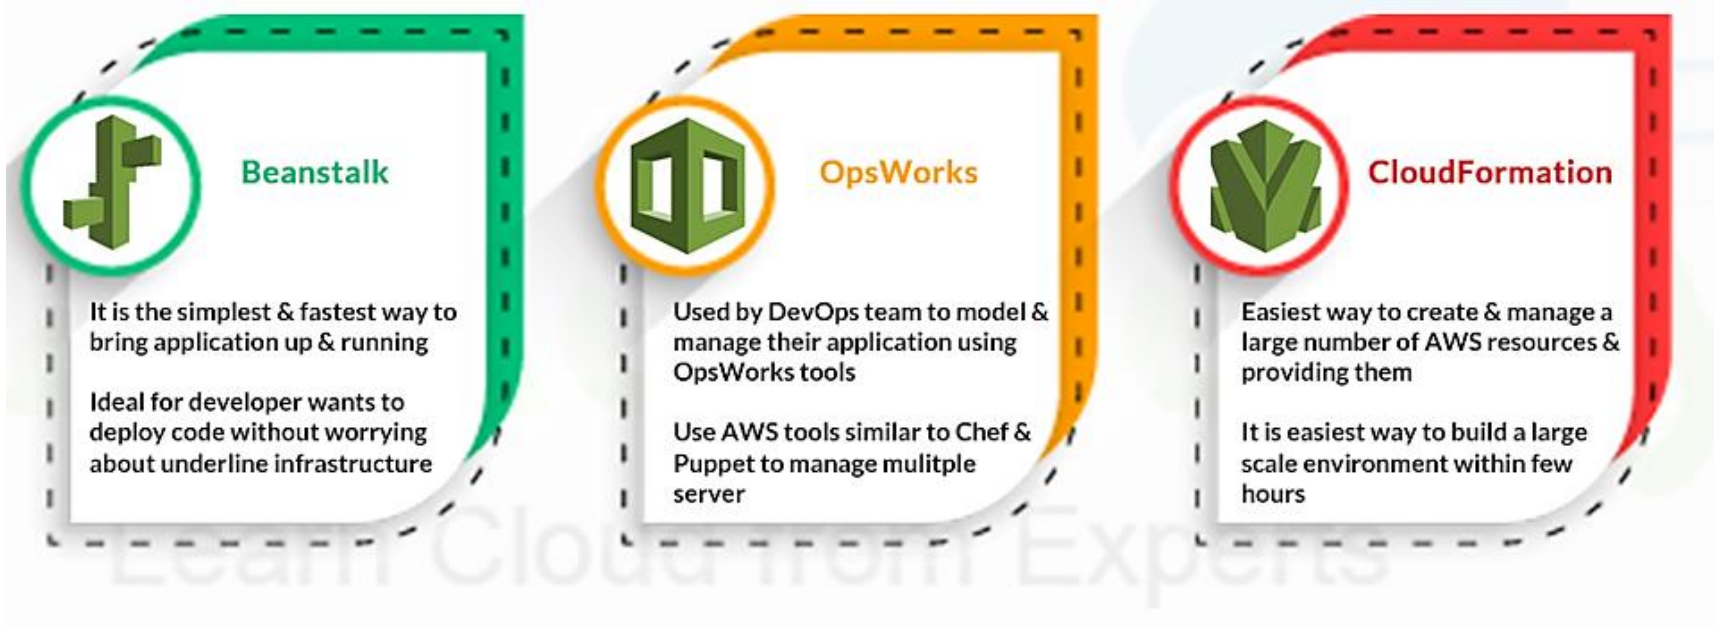 Beanstalk
It is the simplest & fastest way to
bring application up & running
Ideal for developer wants to
deploy code without worrying
about underline infrastructure
OpsWorks
Used by DevOps team to model &
manage their application using
OpsWorks tools
Use AWS tools similar to Chef &
Puppet to manage mulitple
server
CloudFormation
Easiest way to create & manage a
large number of AWS resources &
providing them
It is easiest way to build a large
scale environment within few
hours
Learn Cloud from Experts